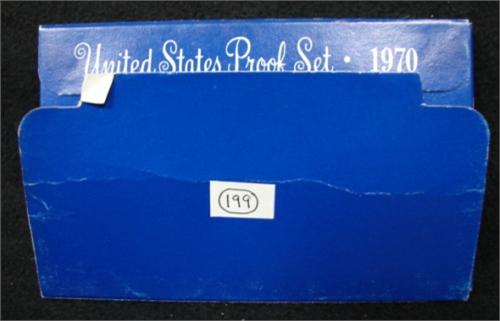 United States Proof Set · 1970
199